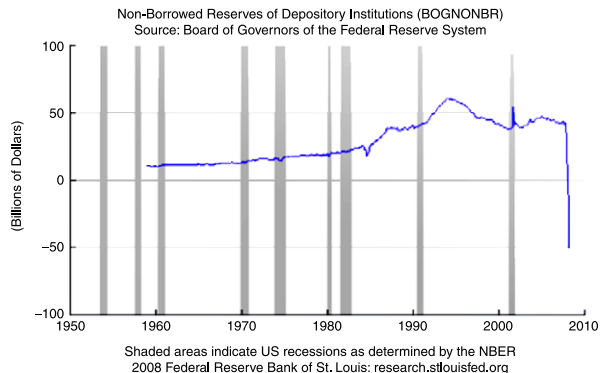 Non-Borrowed Reserves of Depository Institutions (BOGNONBR)
Source: Board of Governors of the Federal Reserve System
(Billions of Dollars)
100
50
0
−50
−100
1950 1960 1970 1980 1990 2000 2010
Shaded areas indicate US recessions as determined by the NBER
2008 Federal Reserve Bank of St. Louis: research.stlouisfed.org